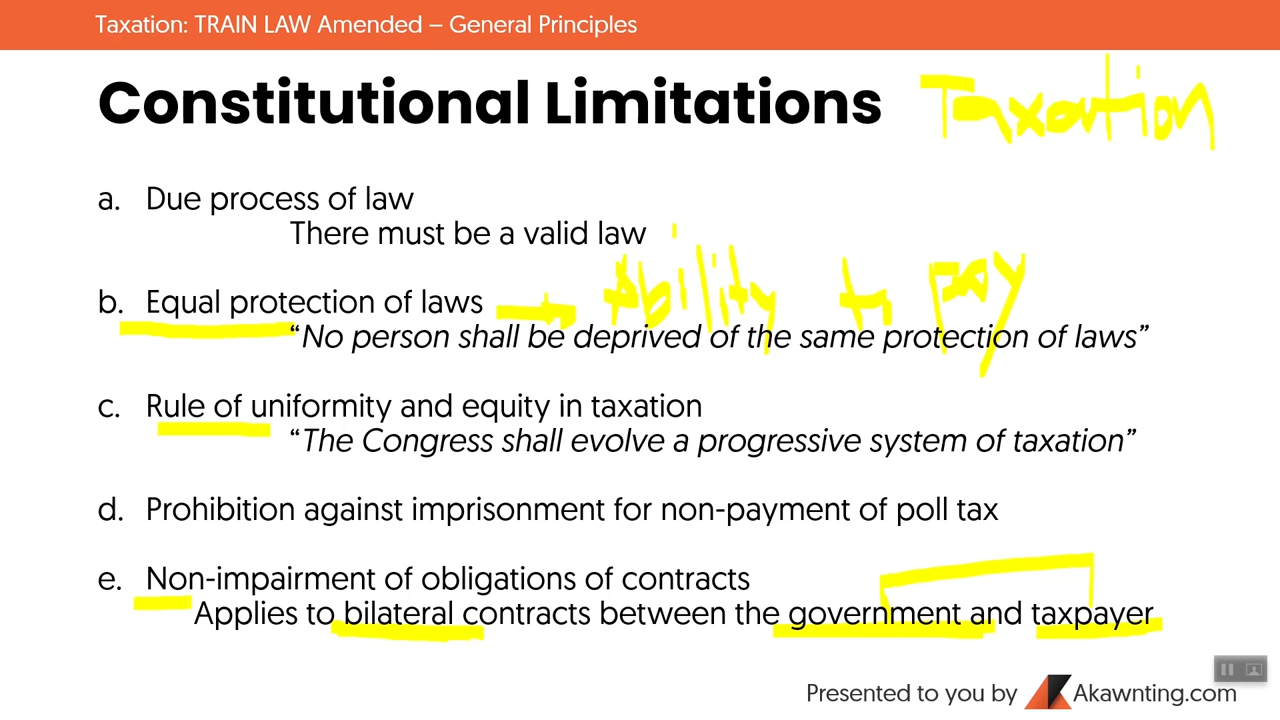 Taxation: TRAIN LAW Amended – General Principles
Constitutional Limitations Taxation
a. Due process of law
There must be a valid law
b. Equal protection of laws → Ability to pay
“No person shall be deprived of the same protection of laws”
c. Rule of uniformity and equity in taxation
“The Congress shall evolve a progressive system of taxation”
d. Prohibition against imprisonment for non-payment of poll tax
e. Non-impairment of obligations of contracts
Applies to bilateral contracts between the government and taxpayer
Presented to you by Akawnting.com